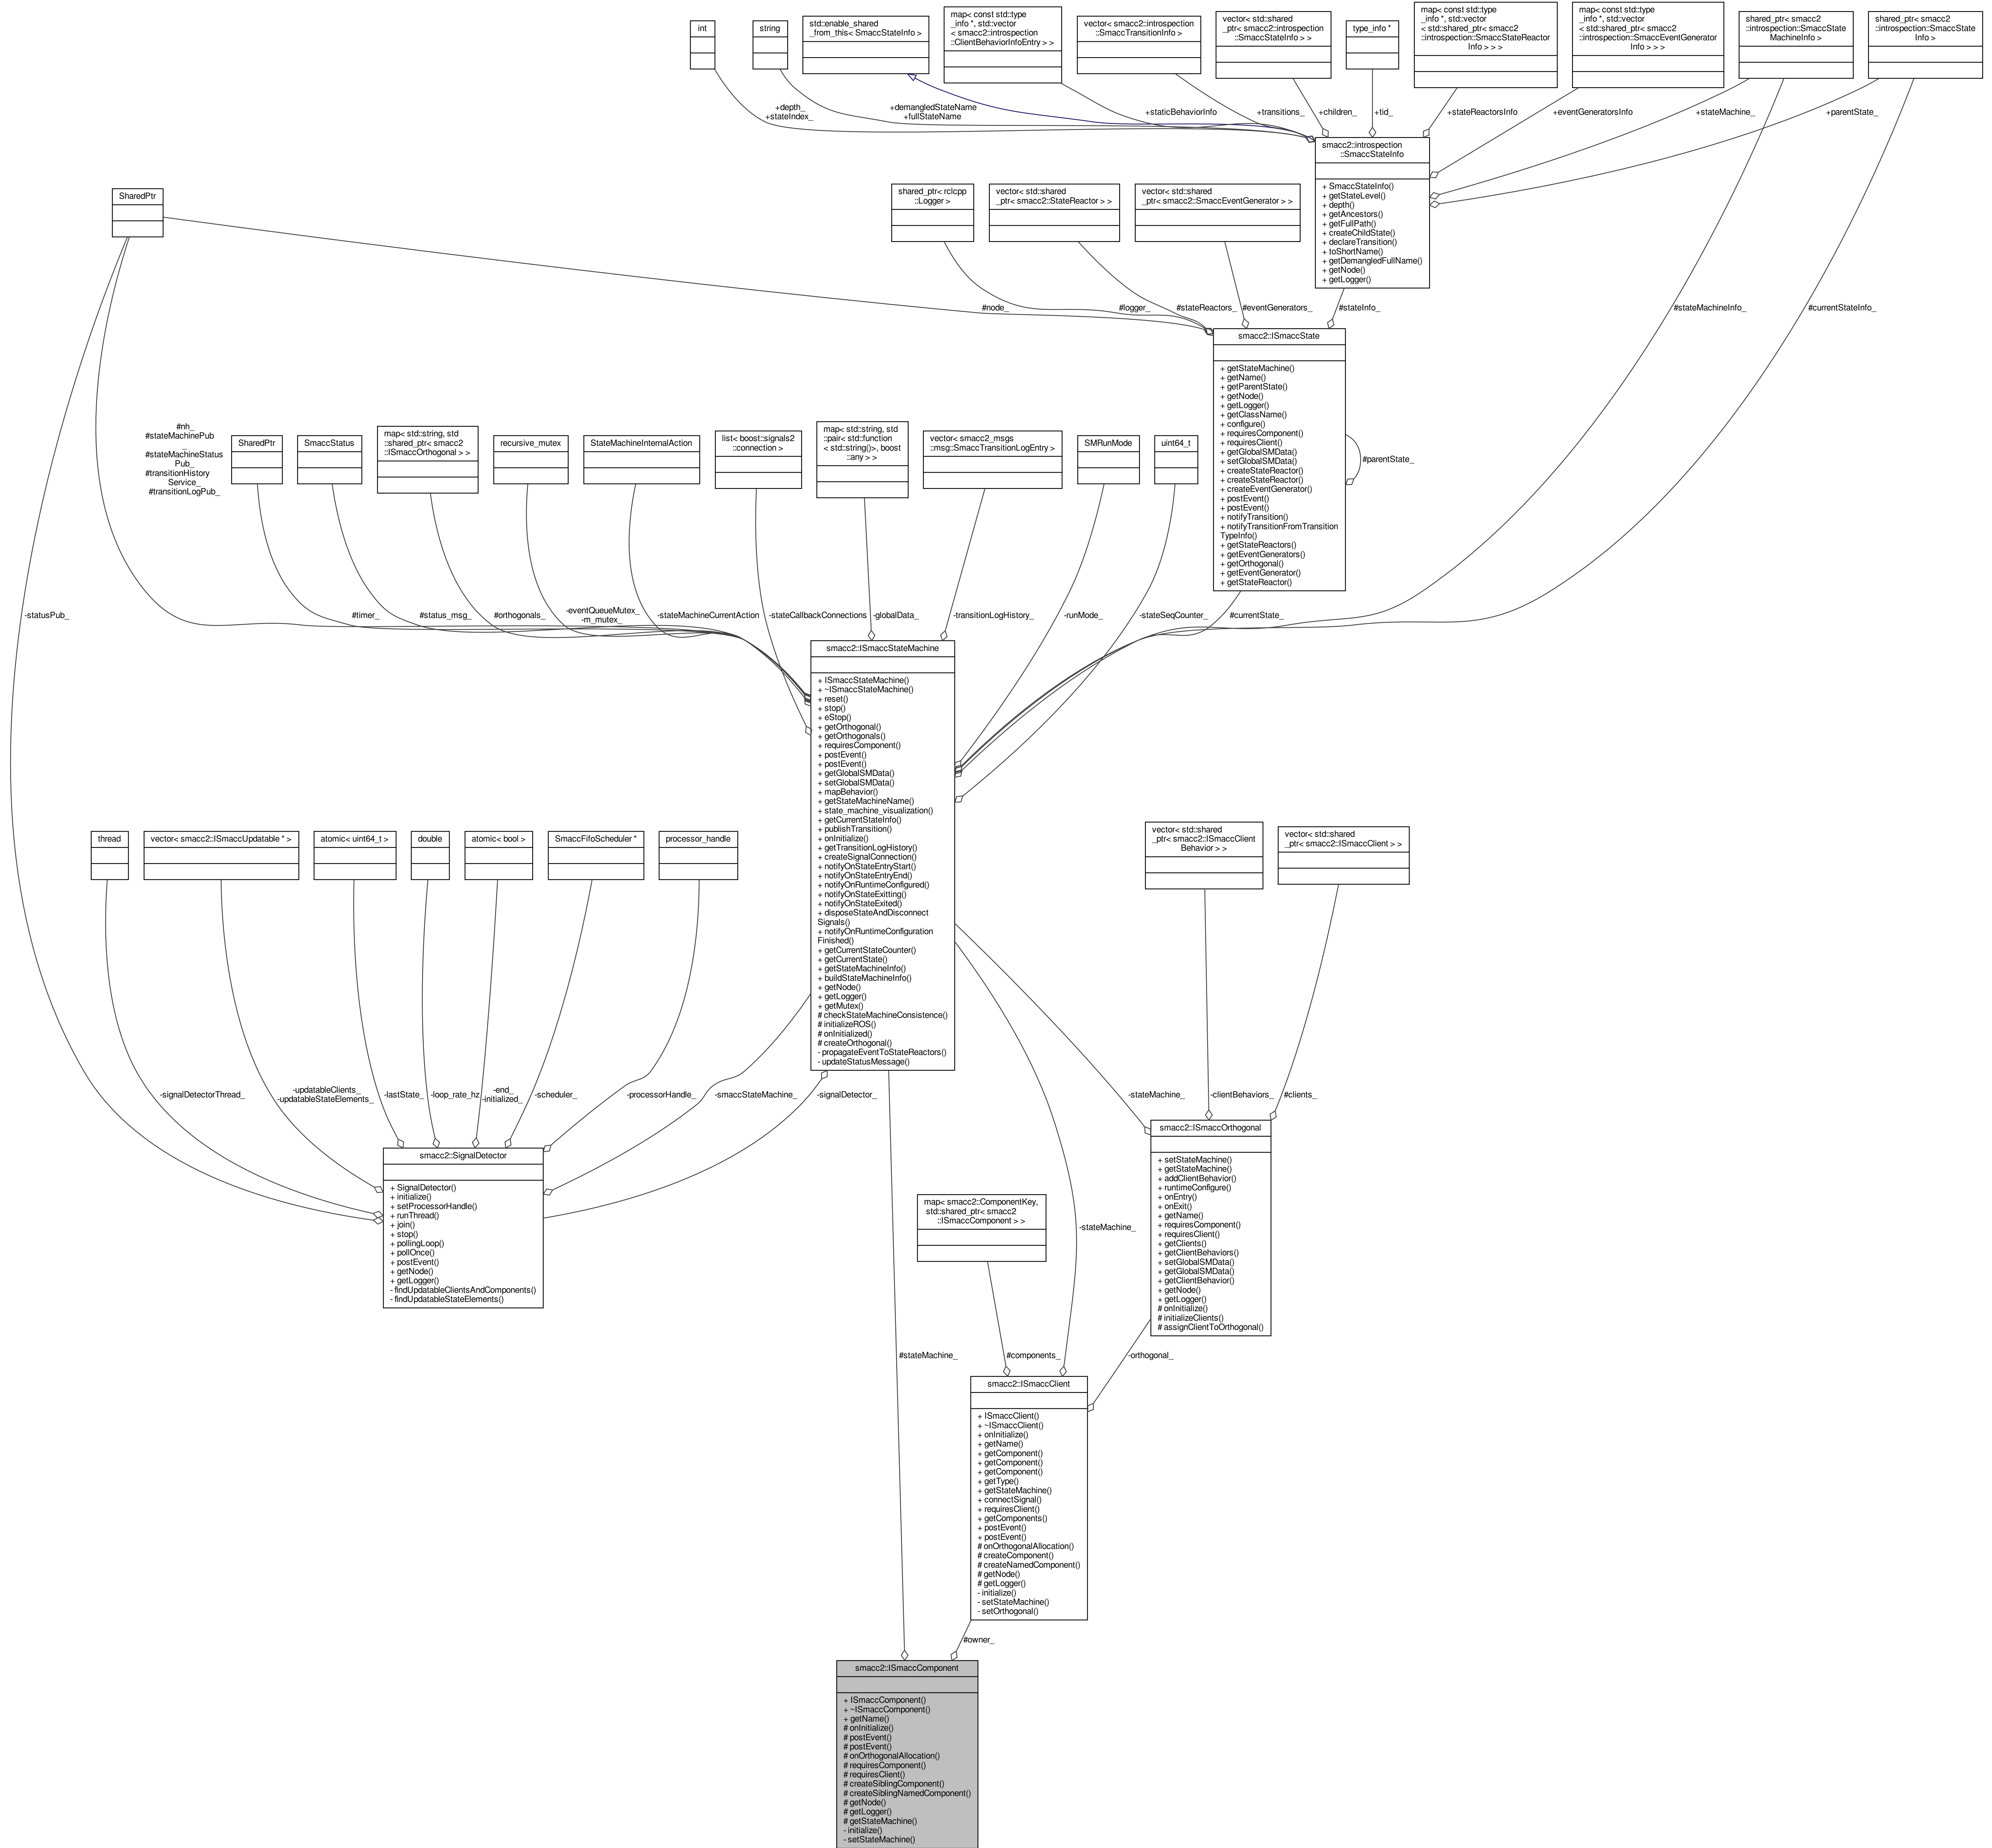 int
string
std::enable_shared
_from_this< SmaccStateInfo >
map< const std::type
_info *, std::vector
< smacc2::introspection
::ClientBehaviorInfoEntry > >
vector< smacc2::introspection
::SmaccTransitionInfo >
vector< std::shared
_ptr< smacc2::introspection
::SmaccStateInfo > >
type_info *
map< const std::type
_info *, std::vector
< std::shared_ptr< smacc2
::introspection::SmaccStateReactor
Info > > >
map< const std::type
_info *, std::vector
< std::shared_ptr< smacc2
::introspection::SmaccEventGenerator
Info > > >
shared_ptr< smacc2
::introspection::SmaccState
MachineInfo >
shared_ptr< smacc2
::introspection::SmaccState
Info >
+depth_
+stateIndex_
+demangledStateName
+fullStateName
+staticBehaviorInfo
+transitions_
+children_
+tid_
+stateReactorsInfo
+eventGeneratorsInfo
+stateMachine_
+parentState_
smacc2::introspection
::SmaccStateInfo
+ SmaccStateInfo()
+ getStateLevel()
+ depth()
+ getAncestors()
+ getFullPath()
+ createChildState()
+ declareTransition()
+ toShortName()
+ getDemangledFullName()
+ getNode()
+ getLogger()
SharedPtr
shared_ptr< rclcpp
::Logger >
vector< std::shared
_ptr< smacc2::StateReactor > >
vector< std::shared
_ptr< smacc2::SmaccEventGenerator > >
#node_
#logger_
#stateReactors_
#eventGenerators_
#stateInfo_
#stateMachineInfo_
#currentStateInfo_
smacc2::ISmaccState
+ getStateMachine()
+ getName()
+ getParentState()
+ getNode()
+ getLogger()
+ getClassName()
+ configure()
+ requiresComponent()
+ requiresClient()
+ getGlobalSMData()
+ setGlobalSMData()
+ createStateReactor()
+ createStateReactor()
+ createEventGenerator()
+ postEvent()
+ postEvent()
+ notifyTransition()
+ notifyTransitionFromTransition
TypeInfo()
+ getStateReactors()
+ getEventGenerators()
+ getOrthogonal()
+ getEventGenerator()
+ getStateReactor()
#parentState_
#nh_
#stateMachinePub
_
#stateMachineStatus
Pub_
#transitionHistory
Service_
#transitionLogPub_
SharedPtr
SmaccStatus
map< std::string, std
::shared_ptr< smacc2
::ISmaccOrthogonal > >
recursive_mutex
StateMachineInternalAction
list< boost::signals2
::connection >
map< std::string, std
::pair< std::function
< std::string()>, boost
::any > >
vector< smacc2_msgs
::msg::SmaccTransitionLogEntry >
SMRunMode
uint64_t
-statusPub_
#timer_
#status_msg_
#orthogonals_
-eventQueueMutex_
-m_mutex_
-stateMachineCurrentAction
-stateCallbackConnections
-globalData_
-transitionLogHistory_
-runMode_
-stateSeqCounter_
#currentState_
smacc2::ISmaccStateMachine
+ ISmaccStateMachine()
+ ~ISmaccStateMachine()
+ reset()
+ stop()
+ eStop()
+ getOrthogonal()
+ getOrthogonals()
+ requiresComponent()
+ postEvent()
+ postEvent()
+ getGlobalSMData()
+ setGlobalSMData()
+ mapBehavior()
+ getStateMachineName()
+ state_machine_visualization()
+ getCurrentStateInfo()
+ publishTransition()
+ onInitialize()
+ getTransitionLogHistory()
+ createSignalConnection()
+ notifyOnStateEntryStart()
+ notifyOnStateEntryEnd()
+ notifyOnRuntimeConfigured()
+ notifyOnStateExitting()
+ notifyOnStateExited()
+ disposeStateAndDisconnect
Signals()
+ notifyOnRuntimeConfiguration
Finished()
+ getCurrentStateCounter()
+ getCurrentState()
+ getStateMachineInfo()
+ buildStateMachineInfo()
+ getNode()
+ getLogger()
+ getMutex()
# checkStateMachineConsistence()
# initializeROS()
# onInitialized()
# createOrthogonal()
- propagateEventToStateReactors()
- updateStatusMessage()
thread
vector< smacc2::ISmaccUpdatable * >
atomic< uint64_t >
double
atomic< bool >
SmaccFifoScheduler *
processor_handle
vector< std::shared
_ptr< smacc2::ISmaccClient
Behavior > >
vector< std::shared
_ptr< smacc2::ISmaccClient > >
-signalDetectorThread_
-updatableClients_
-updatableStateElements_
-lastState_
-loop_rate_hz
-end_
-initialized_
-scheduler_
-processorHandle_
-smaccStateMachine_
-signalDetector_
-stateMachine_
-clientBehaviors_
#clients_
smacc2::SignalDetector
+ SignalDetector()
+ initialize()
+ setProcessorHandle()
+ runThread()
+ join()
+ stop()
+ pollingLoop()
+ pollOnce()
+ postEvent()
+ getNode()
+ getLogger()
- findUpdatableClientsAndComponents()
- findUpdatableStateElements()
smacc2::ISmaccOrthogonal
+ setStateMachine()
+ getStateMachine()
+ addClientBehavior()
+ runtimeConfigure()
+ onEntry()
+ onExit()
+ getName()
+ requiresComponent()
+ requiresClient()
+ getClients()
+ getClientBehaviors()
+ setGlobalSMData()
+ getGlobalSMData()
+ getClientBehavior()
+ getNode()
+ getLogger()
# onInitialize()
# initializeClients()
# assignClientToOrthogonal()
map< smacc2::ComponentKey,
std::shared_ptr< smacc2
::ISmaccComponent > >
-stateMachine_
#stateMachine_
#components_
-orthogonal_
smacc2::ISmaccClient
+ ISmaccClient()
+ ~ISmaccClient()
+ onInitialize()
+ getName()
+ getComponent()
+ getComponent()
+ getComponent()
+ getType()
+ getStateMachine()
+ connectSignal()
+ requiresClient()
+ getComponents()
+ postEvent()
+ postEvent()
# onOrthogonalAllocation()
# createComponent()
# createNamedComponent()
# getNode()
# getLogger()
- initialize()
- setStateMachine()
- setOrthogonal()
#owner_
smacc2::ISmaccComponent
+ ISmaccComponent()
+ ~ISmaccComponent()
+ getName()
# onInitialize()
# postEvent()
# postEvent()
# onOrthogonalAllocation()
# requiresComponent()
# requiresClient()
# createSiblingComponent()
# createSiblingNamedComponent()
# getNode()
# getLogger()
# getStateMachine()
- initialize()
- setStateMachine()